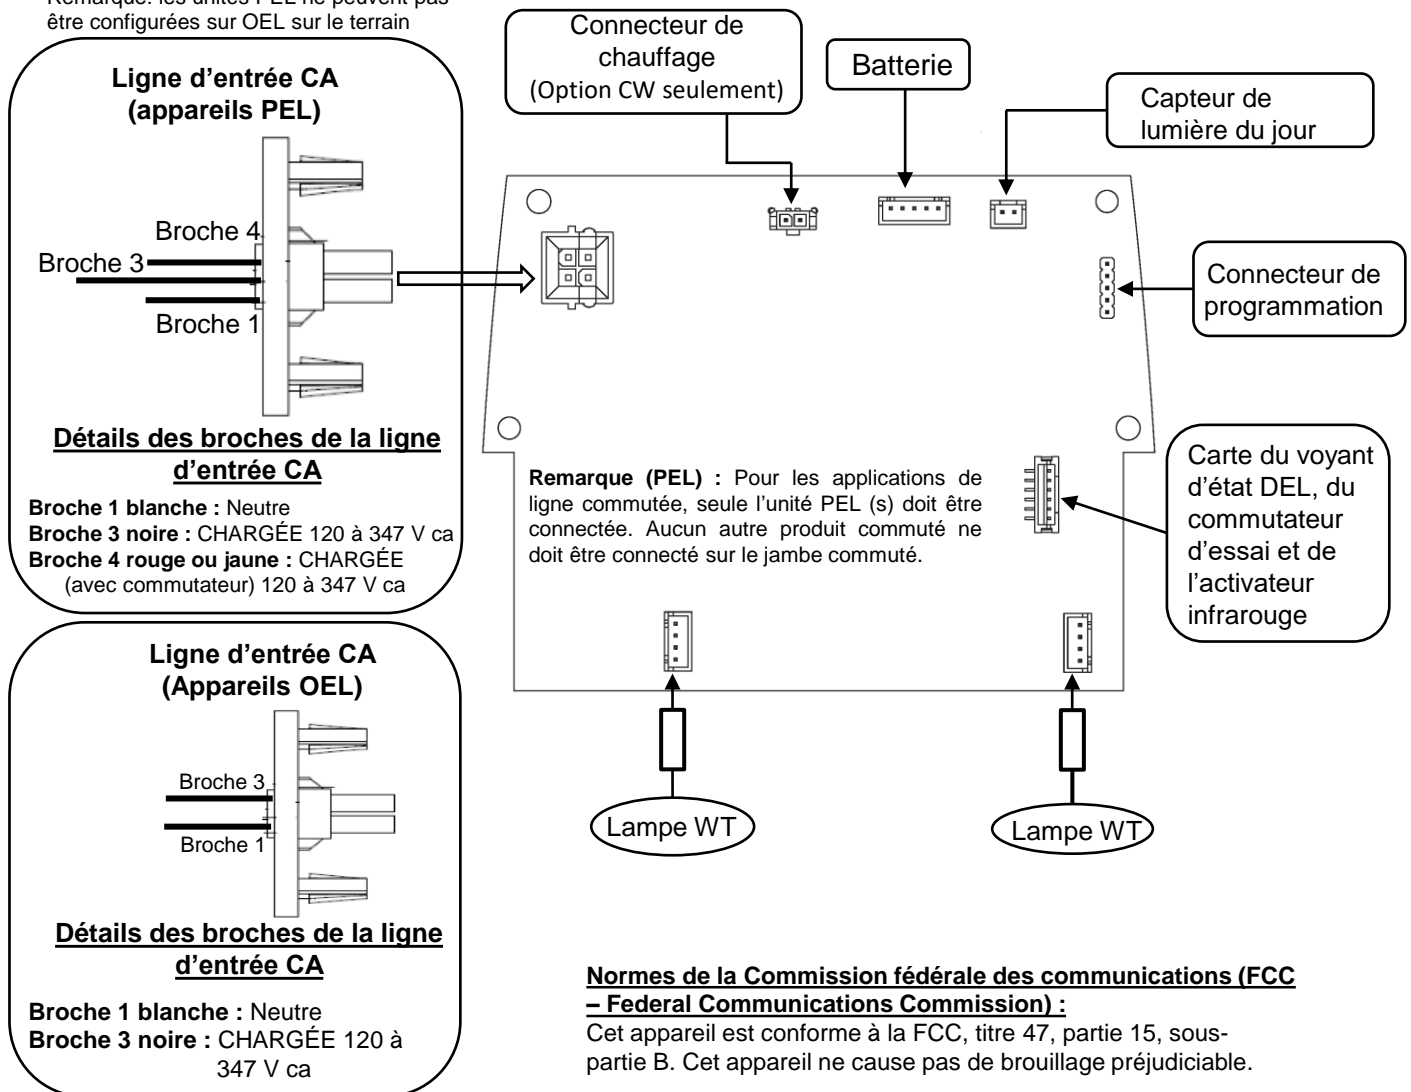 Remarque: les unités PEL ne peuvent pas
être configurées sur OEL sur le terrain
Ligne d’entrée CA
(appareils PEL)
Broche 4
Broche 3
Broche 1
Détails des broches de la ligne
d’entrée CA
Broche 1 blanche : Neutre
Broche 3 noire : CHARGÉE 120 à 347 V ca
Broche 4 rouge ou jaune : CHARGÉE
(avec commutateur) 120 à 347 V ca
Connecteur de
chauffage
(Option CW seulement)
Batterie
Capteur de
lumière du jour
Connecteur de
programmation
Carte du voyant
d’état DEL, du
commutateur
d’essai et de
l’activateur
infrarouge
Remarque (PEL) : Pour les applications de
ligne commutée, seule l’unité PEL (s) doit être
connectée. Aucun autre produit commuté ne
doit être connecté sur le jambe commuté.
Lampe WT
Lampe WT
Ligne d’entrée CA
(Appareils OEL)
Broche 3
Broche 1
Détails des broches de la ligne
d’entrée CA
Broche 1 blanche : Neutre
Broche 3 noire : CHARGÉE 120 à
347 V ca
Normes de la Commission fédérale des communications (FCC
– Federal Communications Commission) :
Cet appareil est conforme à la FCC, titre 47, partie 15, sous-
partie B. Cet appareil ne cause pas de brouillage préjudiciable.